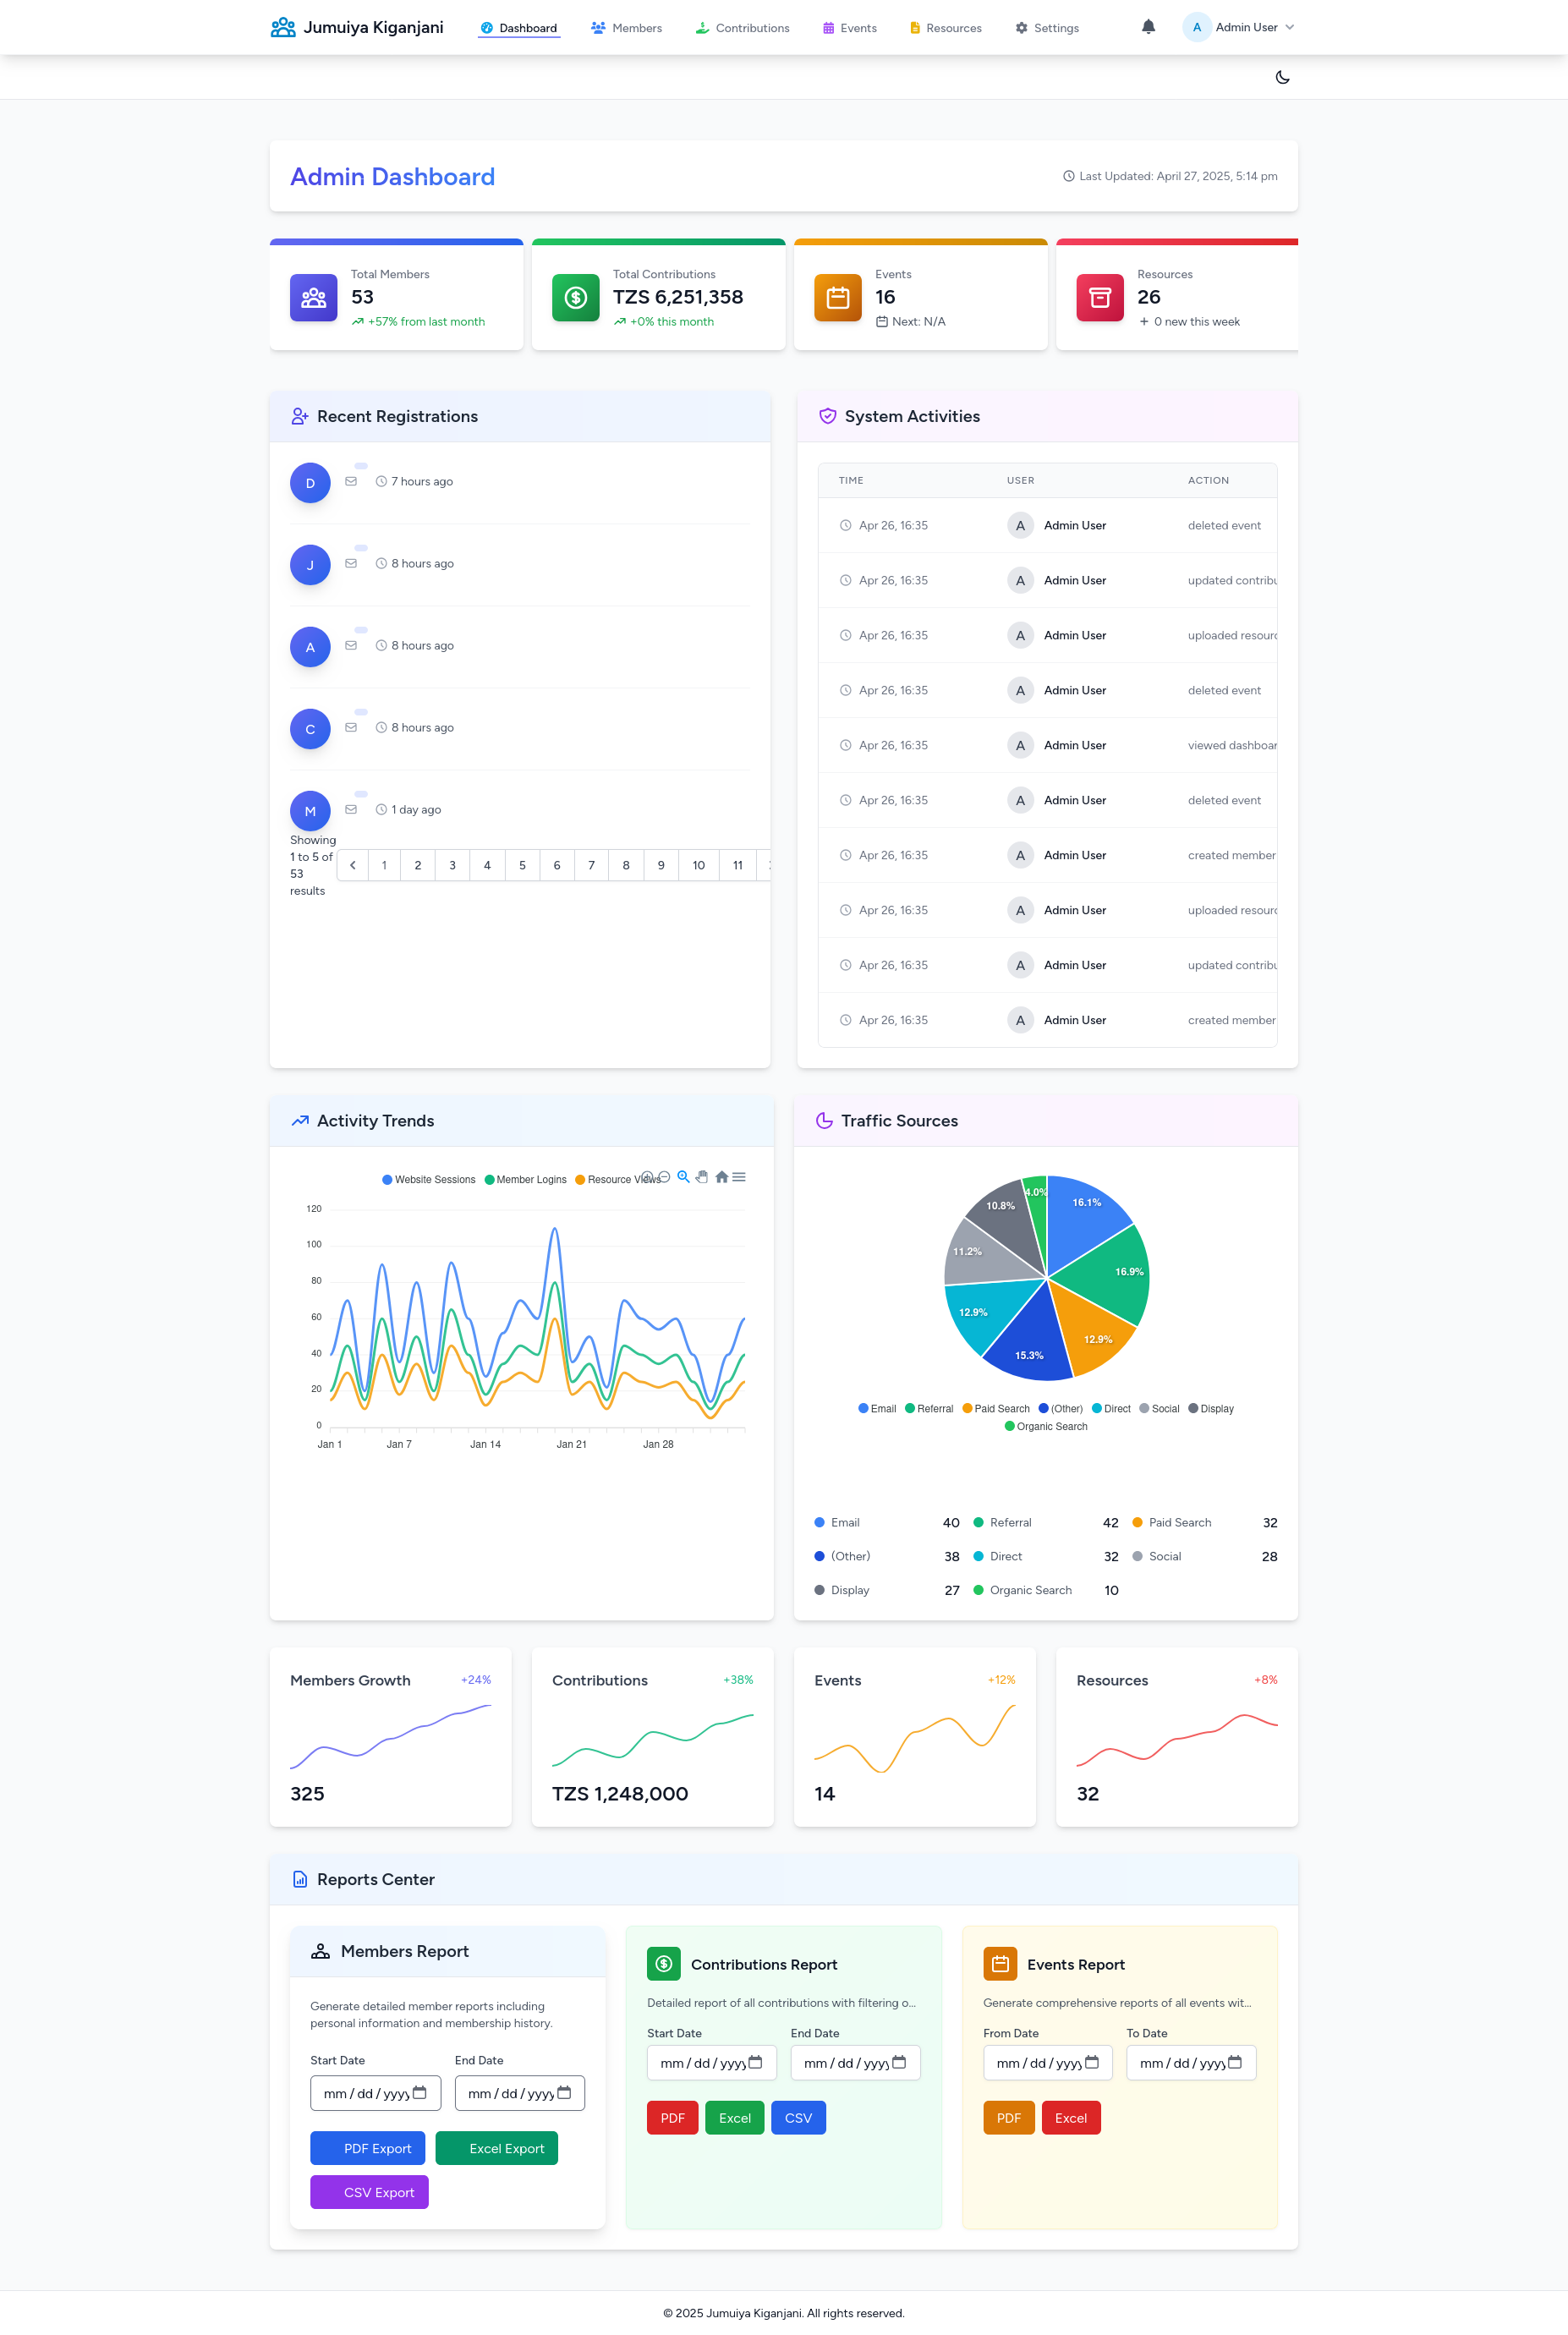 Jumuiya Kiganjani Dashboard Members Contributions Events Resources Settings A Admin User
Admin Dashboard
Last Updated: April 27, 2025, 5:14 pm
Total Members
53
+57% from last month
Total Contributions
TZS 6,251,358
+0% this month
Events
16
Next: N/A
Resources
26
0 new this week
Recent Registrations
D 7 hours ago
J 8 hours ago
A 8 hours ago
C 8 hours ago
M 1 day ago
Showing
1 to 5 of
53
results
1 2 3 4 5 6 7 8 9 10 11
System Activities
TIME USER ACTION
Apr 26, 16:35 A Admin User deleted event
Apr 26, 16:35 A Admin User updated contribu
Apr 26, 16:35 A Admin User uploaded resourc
Apr 26, 16:35 A Admin User deleted event
Apr 26, 16:35 A Admin User viewed dashboar
Apr 26, 16:35 A Admin User deleted event
Apr 26, 16:35 A Admin User created member
Apr 26, 16:35 A Admin User uploaded resourc
Apr 26, 16:35 A Admin User updated contribu
Apr 26, 16:35 A Admin User created member
Activity Trends
Website Sessions Member Logins Resource Views
120
100
80
60
40
20
0
Jan 1 Jan 7 Jan 14 Jan 21 Jan 28
Traffic Sources
4.0% 16.1%
10.8%
11.2% 16.9%
12.9% 12.9%
15.3%
Email Referral Paid Search (Other) Direct Social Display
Organic Search
Email 40 Referral 42 Paid Search 32
(Other) 38 Direct 32 Social 28
Display 27 Organic Search 10
Members Growth +24%
325
Contributions +38%
TZS 1,248,000
Events +12%
14
Resources +8%
32
Reports Center
Members Report
Generate detailed member reports including
personal information and membership history.
Start Date End Date
mm/dd/yyyy mm/dd/yyyy
PDF Export Excel Export
CSV Export
Contributions Report
Detailed report of all contributions with filtering o...
Start Date End Date
mm/dd/yyyy mm/dd/yyyy
PDF Excel CSV
Events Report
Generate comprehensive reports of all events wit...
From Date To Date
mm/dd/yyyy mm/dd/yyyy
PDF Excel
© 2025 Jumuiya Kiganjani. All rights reserved.